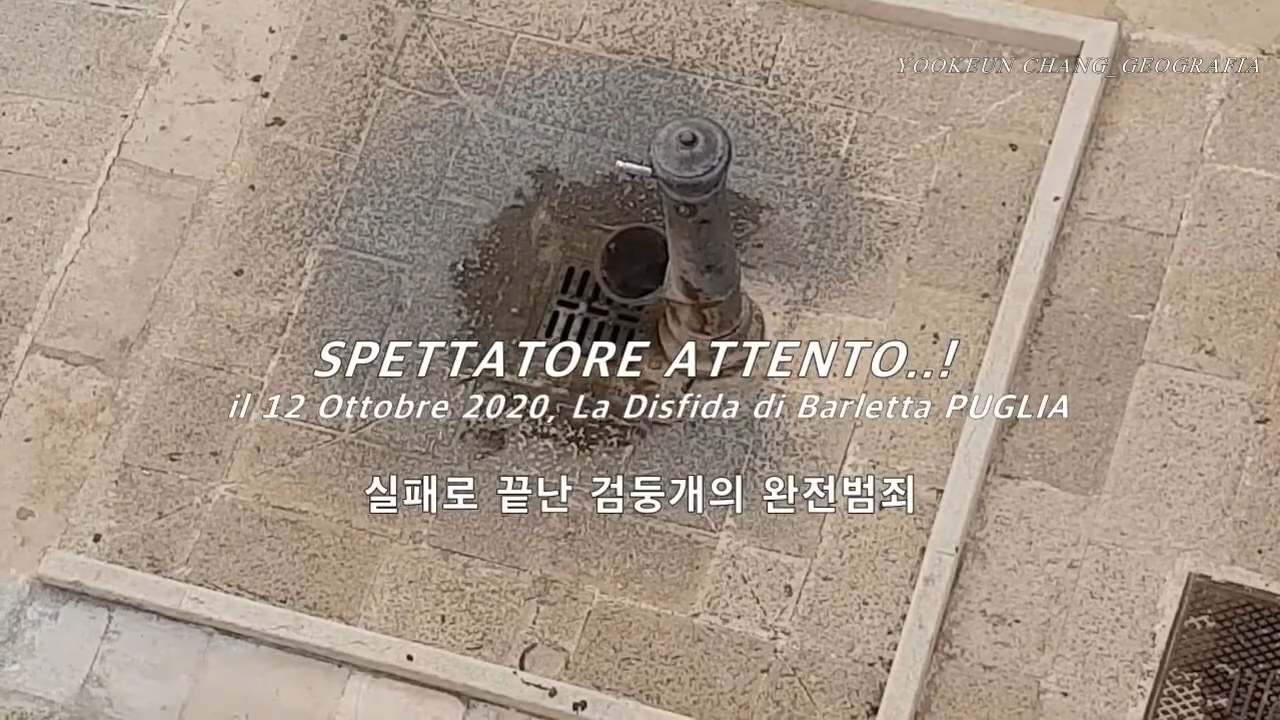 YOOKEUN CHANG_GEOGRAFIA
SPETTATORE ATTENTO..!
il 12 Ottobre 2020, La Disfida di Barletta PUGLIA
실패로 끝난 검둥개의 완전범죄